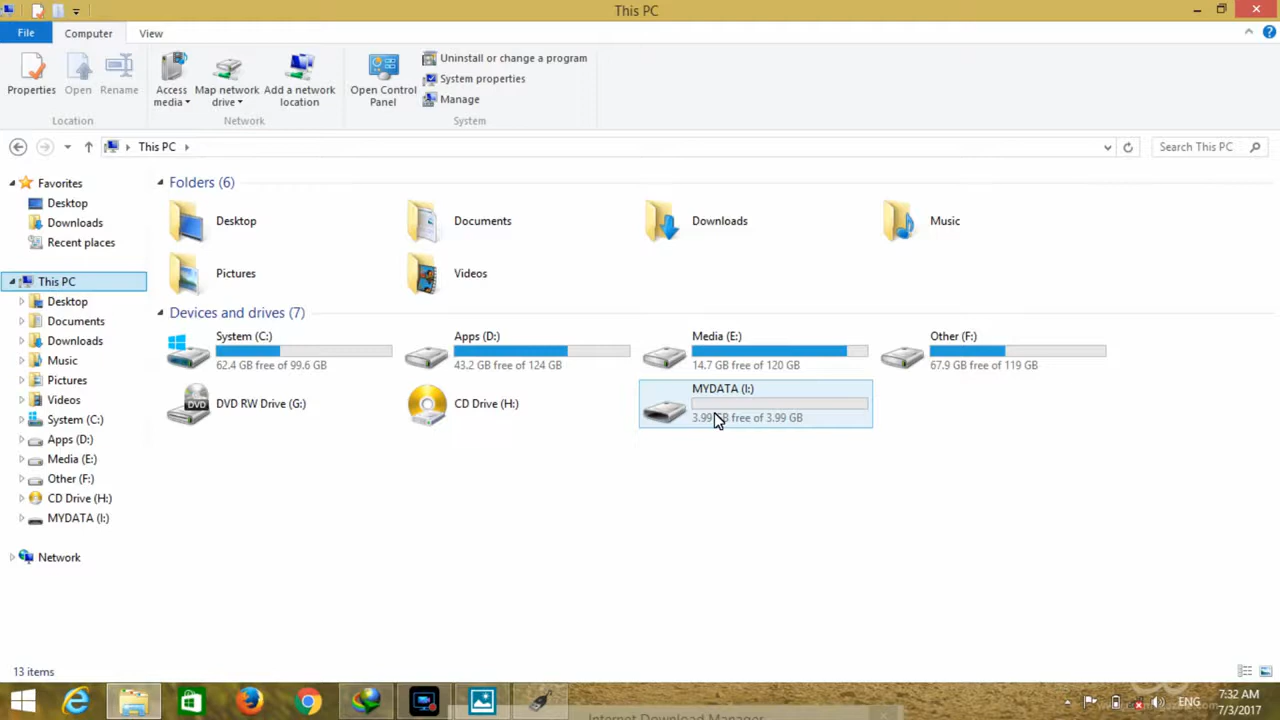 This PC
File
Computer
View
Properties
Open
Rename
Access media
Map network drive
Add a network location
Open Control Panel
Uninstall or change a program
System properties
Manage
Location
Network
System
This PC
Search This PC
Favorites
Desktop
Downloads
Recent places
This PC
Desktop
Documents
Downloads
Music
Pictures
Videos
System (C:)
Apps (D:)
Media (E:)
Other (F:)
CD Drive (H:)
MYDATA (I:)
Network
Folders (6)
Desktop
Documents
Downloads
Music
Pictures
Videos
Devices and drives (7)
System (C:)
62.4 GB free of 99.6 GB
Apps (D:)
43.2 GB free of 124 GB
Media (E:)
14.7 GB free of 120 GB
Other (F:)
67.9 GB free of 119 GB
DVD RW Drive (G:)
DVD
CD Drive (H:)
MYDATA (I:)
3.99 GB free of 3.99 GB
13 items
Internet Download Manager
ENG
7:32 AM
7/3/2017